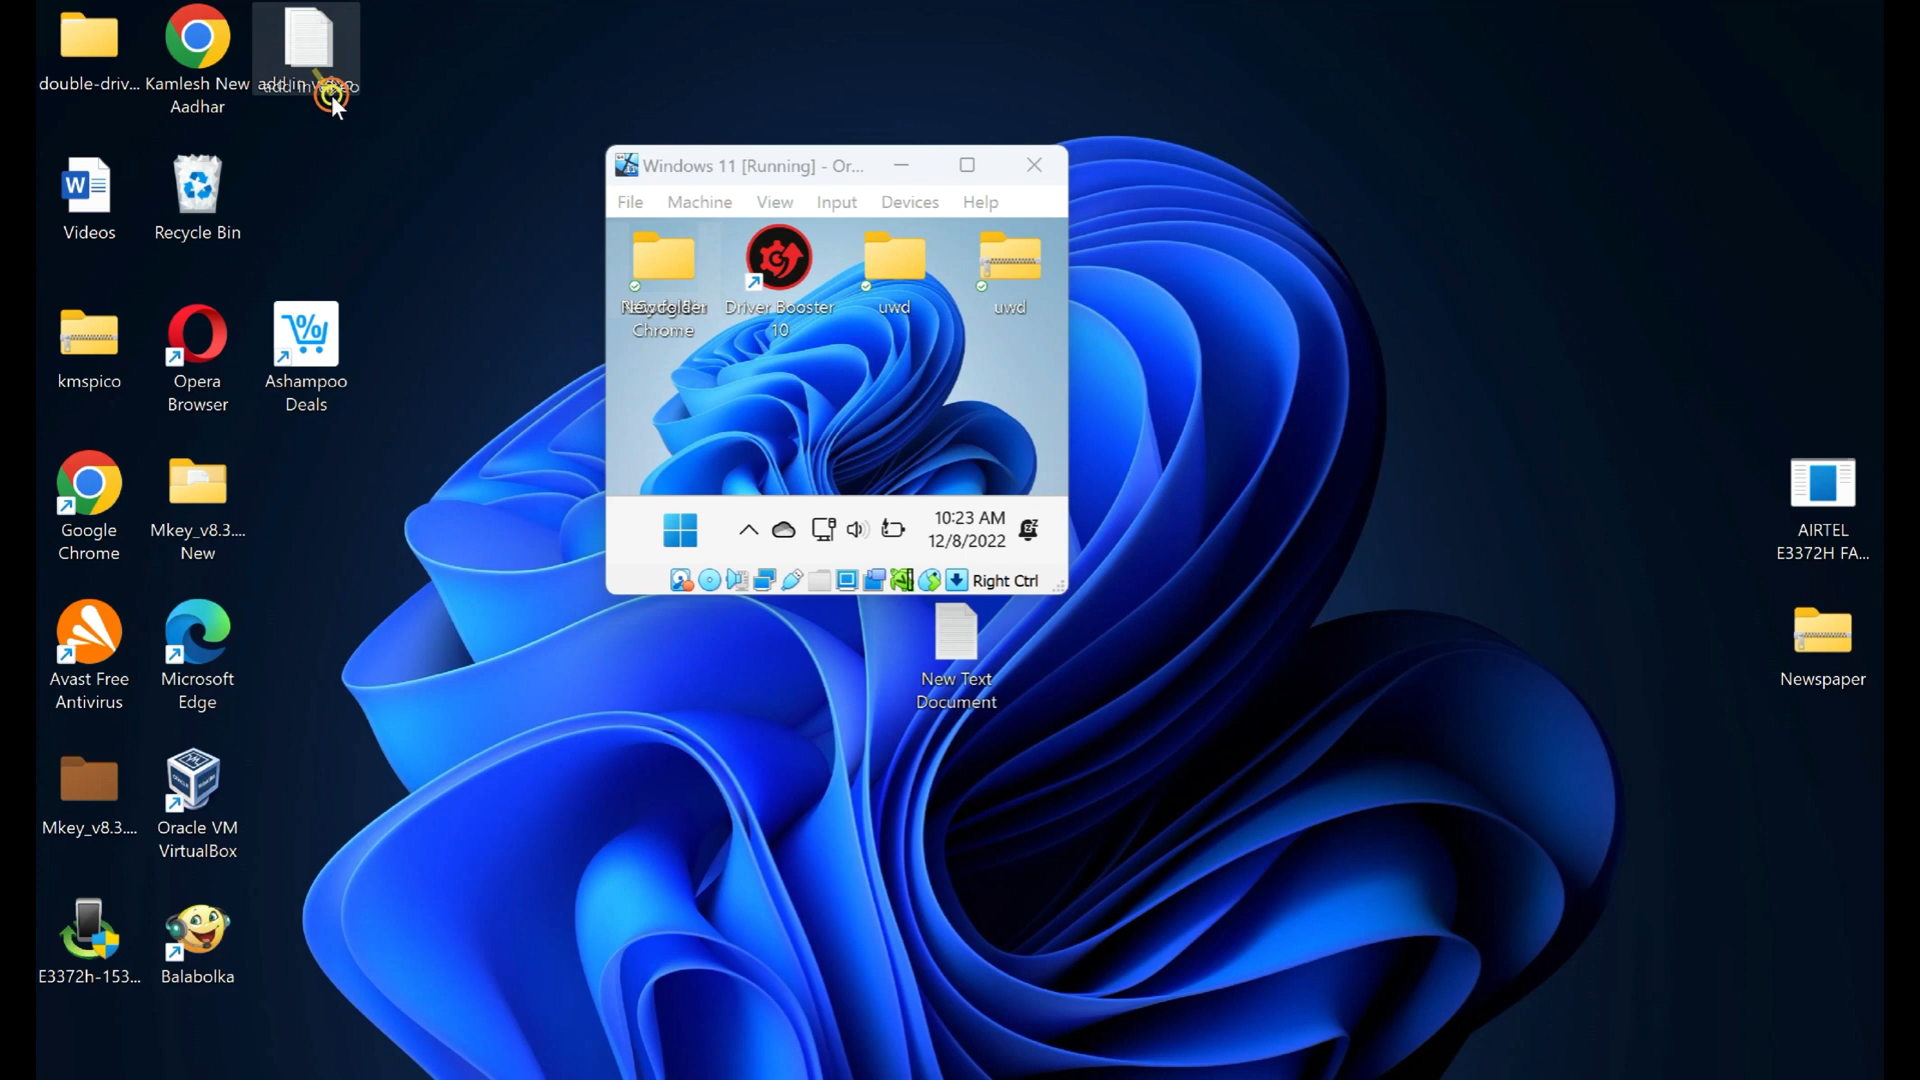 double-driv...
Kamlesh New
Aadhar
add in video
Videos
Recycle Bin
kmspico
Opera
Browser
Ashampoo
Deals
Google
Chrome
Mkey_v8.3....
New
Avast Free
Antivirus
Microsoft
Edge
Mkey_v8.3....
Oracle VM
VirtualBox
E3372h-153...
Balabolka
Windows 11 [Running] - Or...
File
Machine
View
Input
Devices
Help
New folder
Chrome
Driver Booster
10
uwd
uwd
10:23 AM
12/8/2022
Right Ctrl
New Text
Document
AIRTEL
E3372H FA...
Newspaper